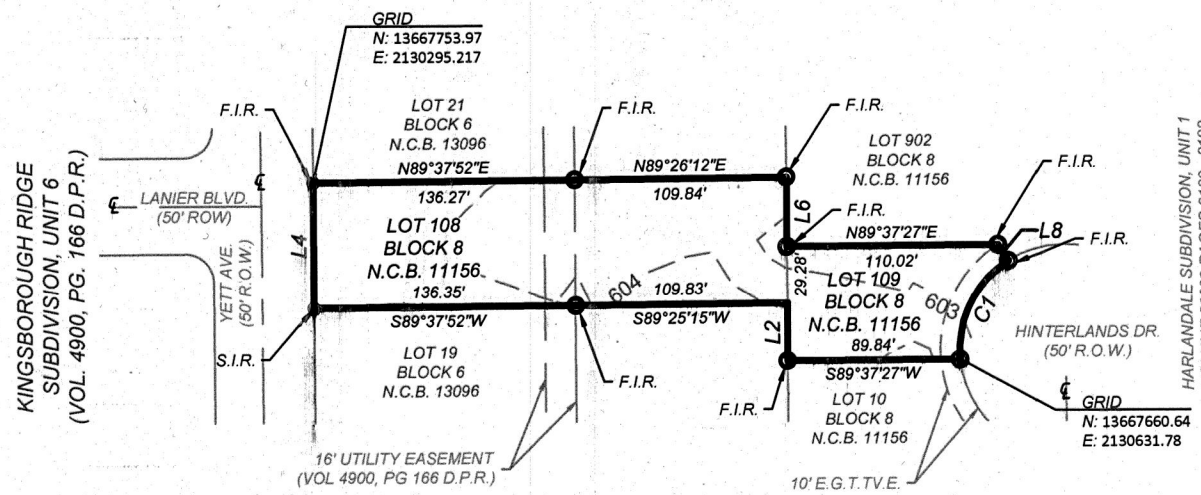 GRID
N: 13667753.97
E: 2130295.217
F.I.R.
LOT 21
BLOCK 6
N.C.B. 13096
F.I.R.
F.I.R.
LOT 902
BLOCK 8
N.C.B. 11156
F.I.R.
KINGSBOROUGH RIDGE
SUBDIVISION, UNIT 6
(VOL. 4900, PG. 166 D.P.R.)
LANIER BLVD.
(50' ROW)
YETT AVE.
(50' R.O.W.)
N89°37'52"E
136.27'
N89°26'12"E
109.84'
L6
F.I.R.
N89°37'27"E
110.02'
L8
F.I.R.
L4
LOT 108
BLOCK 8
N.C.B. 11156
136.35'
S89°37'52"W
604
109.83'
S89°25'15"W
29.28'
LOT 109
BLOCK 8
N.C.B. 11156
603
C1
L2
89.84'
S89°37'27"W
HINTERLANDS DR.
(50' R.O.W.)
HARLANDALE SUBDIVISION, UNIT 1
S.I.R.
LOT 19
BLOCK 6
N.C.B. 13096
F.I.R.
F.I.R.
LOT 10
BLOCK 8
N.C.B. 11156
GRID
N: 13667660.64
E: 2130631.78
16' UTILITY EASEMENT
(VOL 4900, PG 166 D.P.R.)
10' E.G.T.TV.E.